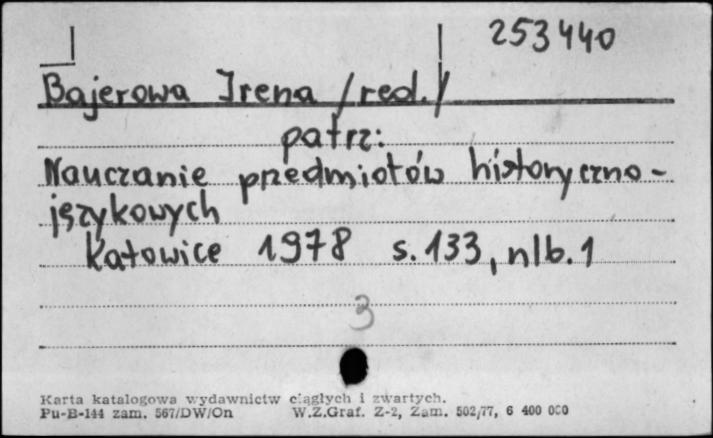 253440
Bajerowa Irena /red./
patrz:
Nauczanie przedmiotów historyczno-
językowych
Katowice 1978 s.133, nlb.1
3
Karta katalogowa wydawnictw ciągłych i zwartych.
Pu-B-144 zam. 567/DW/On W.Z.Graf. Z-2, Zam. 502/77, 6 400 000